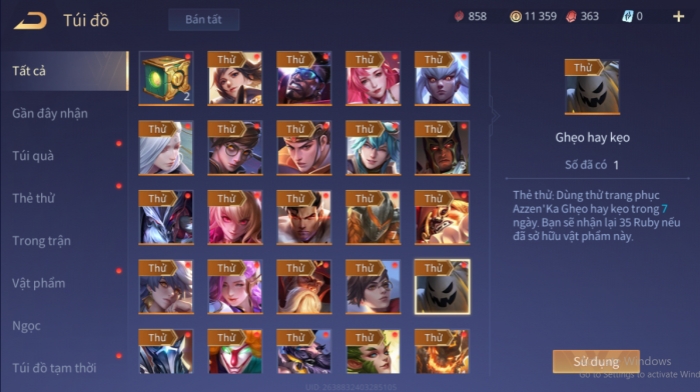 Túi đồ
Bán tất
858
11 359
363
0
+
Tất cả
Gần đây nhận
Túi quà
Thẻ thử
Trong trận
Vật phẩm
Ngọc
Túi đồ tạm thời
2
Thử
Thử
Thử
Thử
Thử
Thử
Thử
Thử
Thử
Thử
Thử
Thử
Thử
7
Thử
Thử
Thử
Thử
Thử
Thử
Thử
Thử
Thử
Thử
Thử
Thử
Ghẹo hay kẹo
Số đã có 1
Thẻ thử: Dùng thử trang phục
Azzen'Ka Ghẹo hay kẹo trong 7
ngày. Bạn sẽ nhận lại 35 Ruby nếu
đã sở hữu vật phẩm này.
Sử dụng